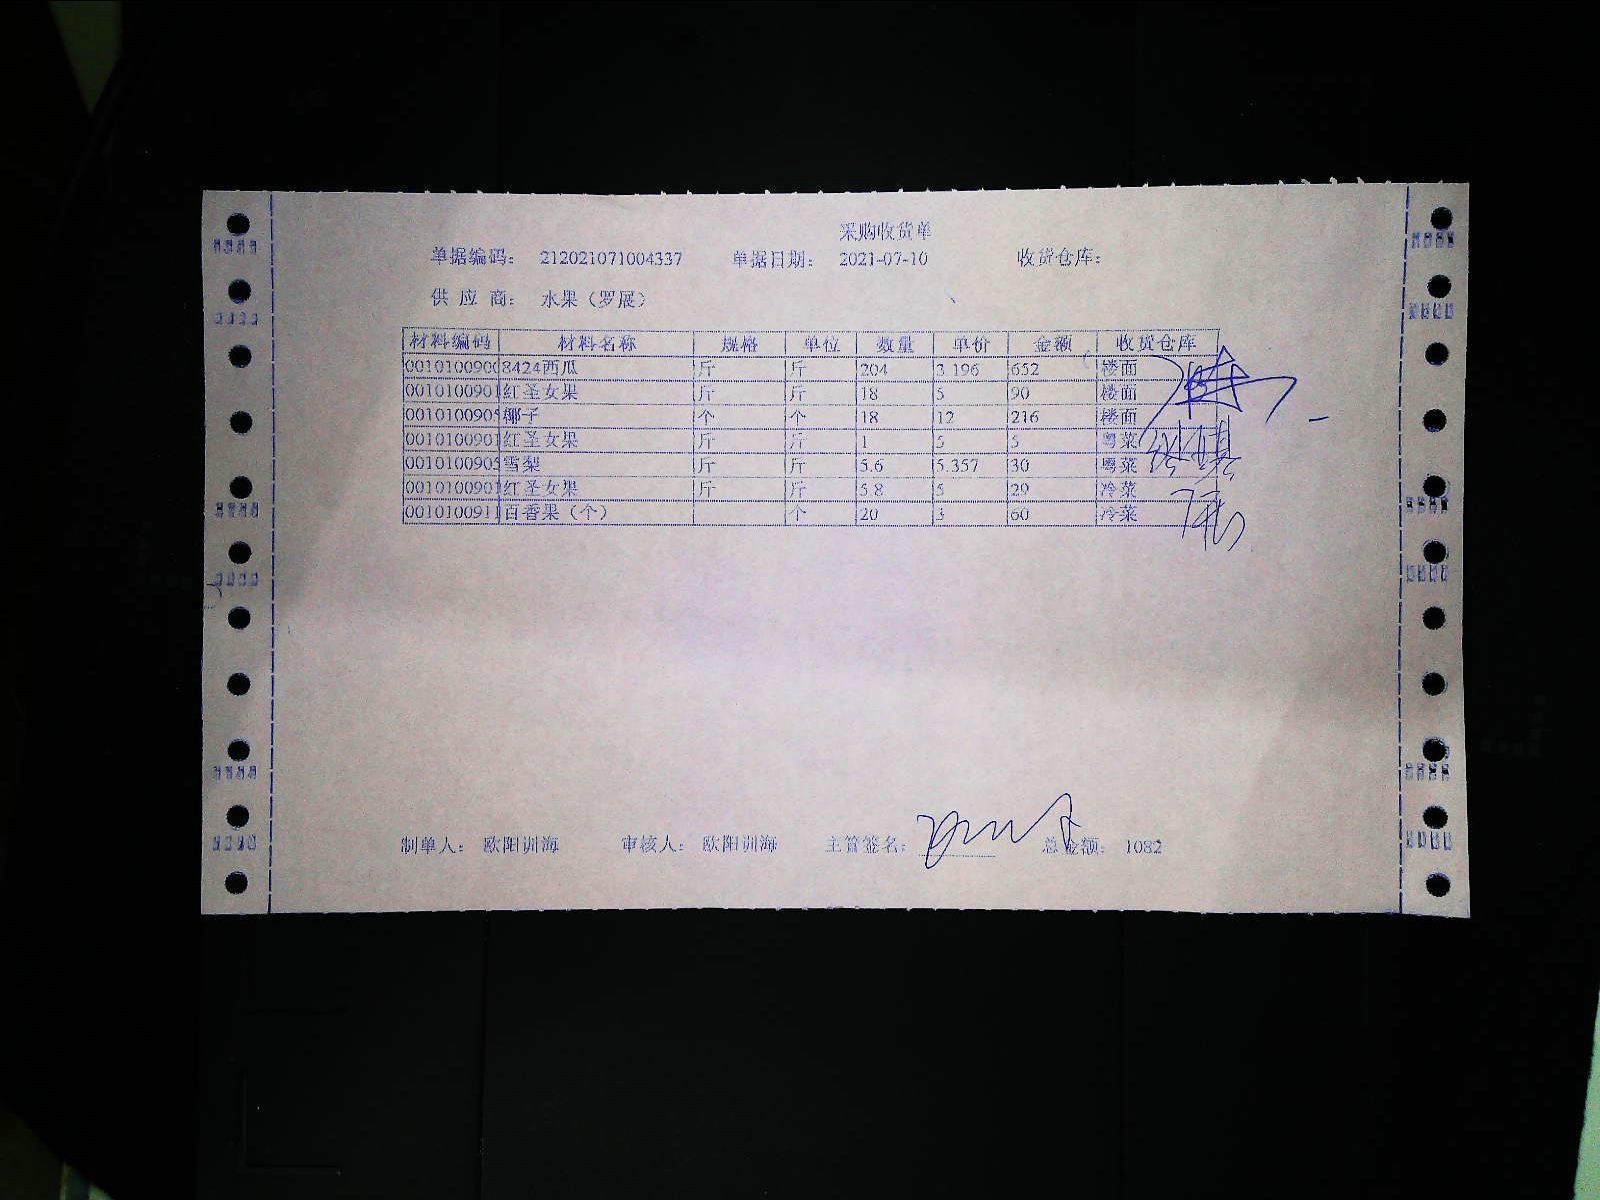 采购收货单
单据编码： 212021071004337 单据日期： 2021-07-10 收货仓库：
供 应 商： 水果（罗展）
材料编码 材料名称 规格 单位 数量 单价 金额 收货仓库
0010100900 8424西瓜 斤 斤 204 3.196 652 楼面
001010090 红圣女果 斤 斤 18 5 90 楼面
001010090 椰子 个 个 18 12 216 楼面
001010090 红圣女果 斤 斤 1 5 5 粤菜
001010090 雪梨 斤 斤 5.6 5.357 30 粤菜
001010090 红圣女果 斤 斤 5.8 5 29 冷菜
001010091 百香果（个） 个 20 3 60 冷菜
制单人： 欧阳训海 审核人： 欧阳训海 主管签名： 总金额： 1082